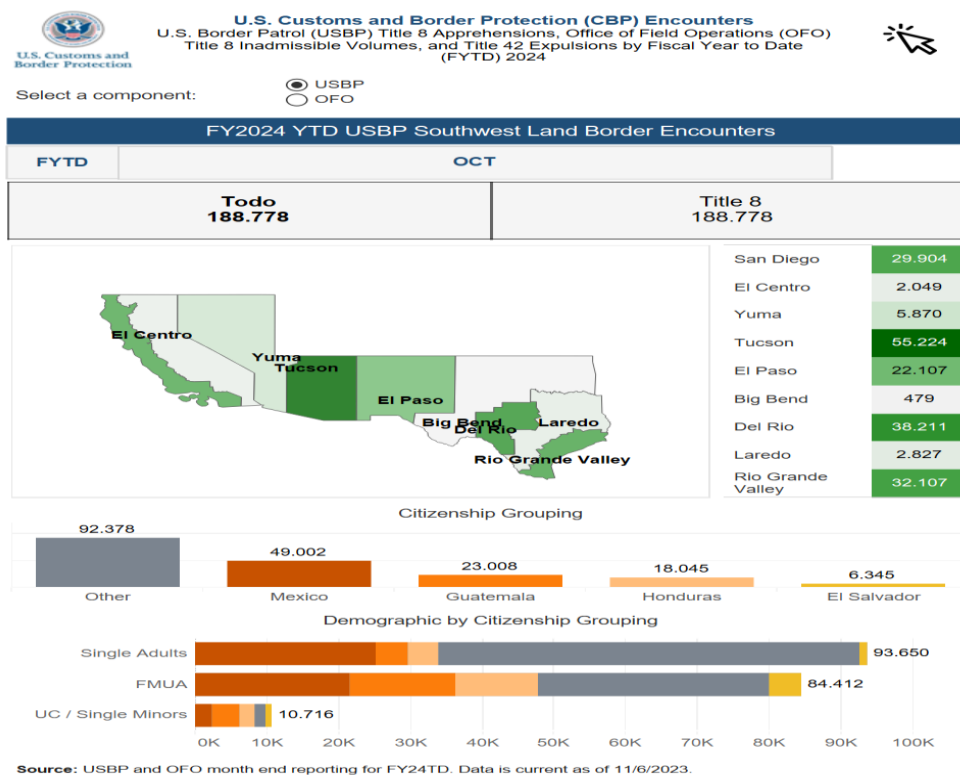 U.S. Customs and Border Protection (CBP) Encounters
U.S. Border Patrol (USBP) Title 8 Apprehensions, Office of Field Operations (OFO)
Title 8 Inadmissible Volumes, and Title 42 Expulsions by Fiscal Year to Date
(FYTD) 2024
U.S. Customs and
Border Protection
Select a component:
USBP
OFO
FY2024 YTD USBP Southwest Land Border Encounters
FYTD
OCT
Todo
188.778
Title 8
188.778
El Centro
Yuma
Tucson
El Paso
Big Bend
Del Rio
Laredo
Rio Grande Valley
San Diego 29.904
El Centro 2.049
Yuma 5.870
Tucson 55.224
El Paso 22.107
Big Bend 479
Del Rio 38.211
Laredo 2.827
Rio Grande
Valley 32.107
Citizenship Grouping
92.378
49.002
23.008
18.045
6.345
Other Mexico Guatemala Honduras El Salvador
Demographic by Citizenship Grouping
Single Adults 93.650
FMUA 84.412
UC / Single Minors 10.716
0K 10K 20K 30K 40K 50K 60K 70K 80K 90K 100K
Source: USBP and OFO month end reporting for FY24TD. Data is current as of 11/6/2023.